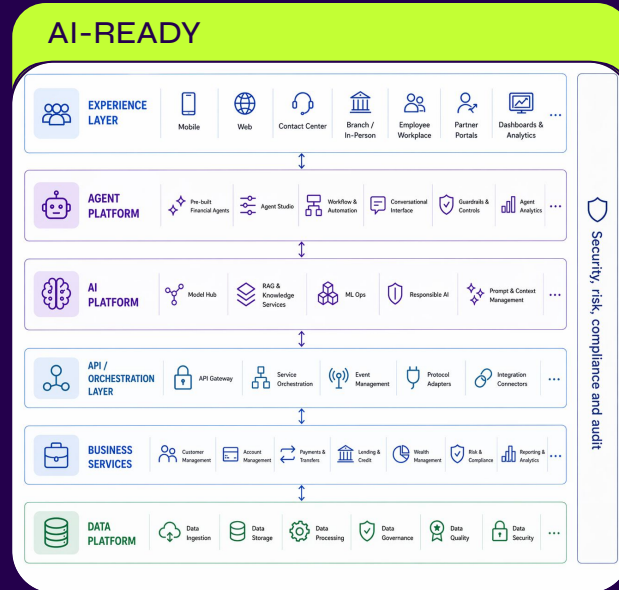 AI-READY
EXPERIENCE
LAYER
Mobile
Web
Contact Center
Branch /
In-Person
Employee
Workplace
Partner
Portals
Dashboards &
Analytics
...
AGENT
PLATFORM
Pre-built
Financial Agents
Agent Studio
Workflow &
Automation
Conversational
Interface
Guardrails &
Controls
Agent
Analytics
...
AI
PLATFORM
Model Hub
RAG &
Knowledge
Services
ML Ops
Responsible AI
Prompt & Context
Management
...
API /
ORCHESTRATION
LAYER
API Gateway
Service
Orchestration
Event
Management
Protocol
Adapters
Integration
Connectors
...
BUSINESS
SERVICES
Customer
Management
Account
Management
Payments &
Transfers
Lending &
Credit
Wealth
Management
Risk &
Compliance
Reporting &
Analytics
...
DATA
PLATFORM
Data
Ingestion
Data
Storage
Data
Processing
Data
Governance
Data
Quality
Data
Security
...
Security, risk, compliance and audit